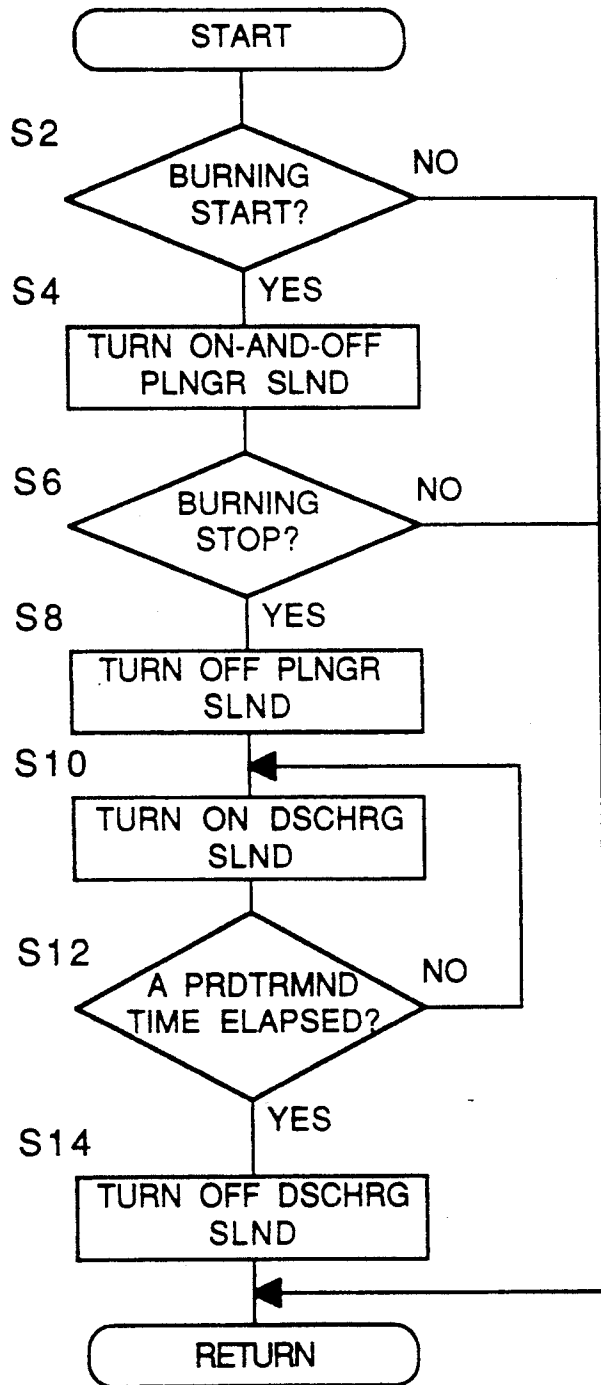 START
S2
NO
BURNING
START?
S4
YES
TURN ON-AND-OFF
PLNGR SLND
S6
NO
BURNING
STOP?
S8
YES
TURN OFF PLNGR
SLND
S10
TURN ON DSCHRG
SLND
S12
NO
A PRDTRMND
TIME ELAPSED?
YES
S14
TURN OFF DSCHRG
SLND
RETURN